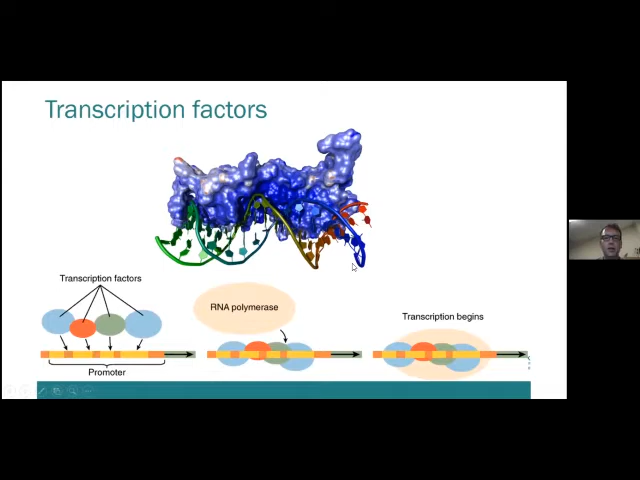 Transcription factors
Transcription factors
RNA polymerase
Transcription begins
Promoter